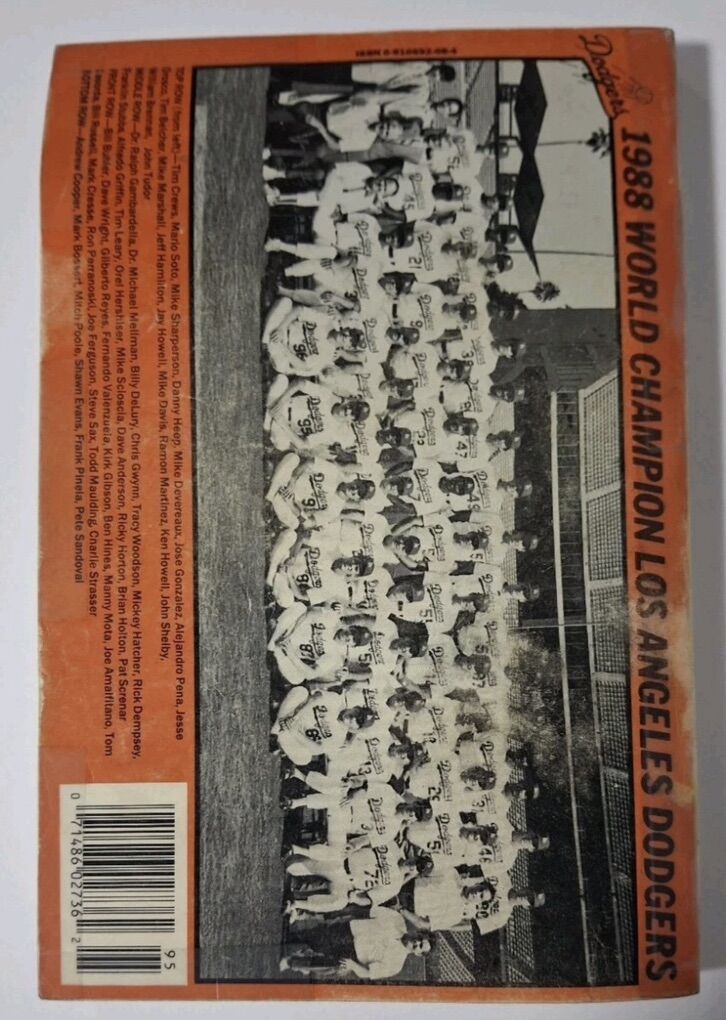 Dodgers
1988 WORLD CHAMPION LOS ANGELES DODGERS
TOP ROW (from left)—Tim Crews, Mario Soto, Mike Sharperson, Danny Heep, Mike Devereaux, Jose Gonzalez, Alejandro Pena, Jesse
Orosco, Tim Belcher, Mike Marshall, Jeff Hamilton, Jay Howell, Mike Davis, Ramon Martinez, Ken Howell, John Shelby,
William Brennan, John Tudor
MIDDLE ROW—Dr. Ralph Gambardella, Dr. Michael Mellman, Billy DeLury, Chris Gwynn, Tracy Woodson, Mickey Hatcher, Rick Dempsey,
Franklin Stubbs, Alfredo Griffin, Tim Leary, Orel Hershiser, Mike Scioscia, Dave Anderson, Ricky Horton, Brian Holton, Pat Screnar
FRONT ROW—Bill Buhler, Dave Wright, Gilberto Reyes, Fernando Valenzuela, Kirk Gibson, Ben Hines, Manny Mota, Joe Amalfitano, Tom
Lasorda, Bill Russell, Mark Cresse, Ron Perranoski, Joe Ferguson, Steve Sax, Todd Maulding, Charlie Strasser
BOTTOM ROW—Andrew Cooper, Mark Bossert, Mitch Poole, Shawn Evans, Frank Pinela, Pete Sandoval
0 71486 02736 2
95